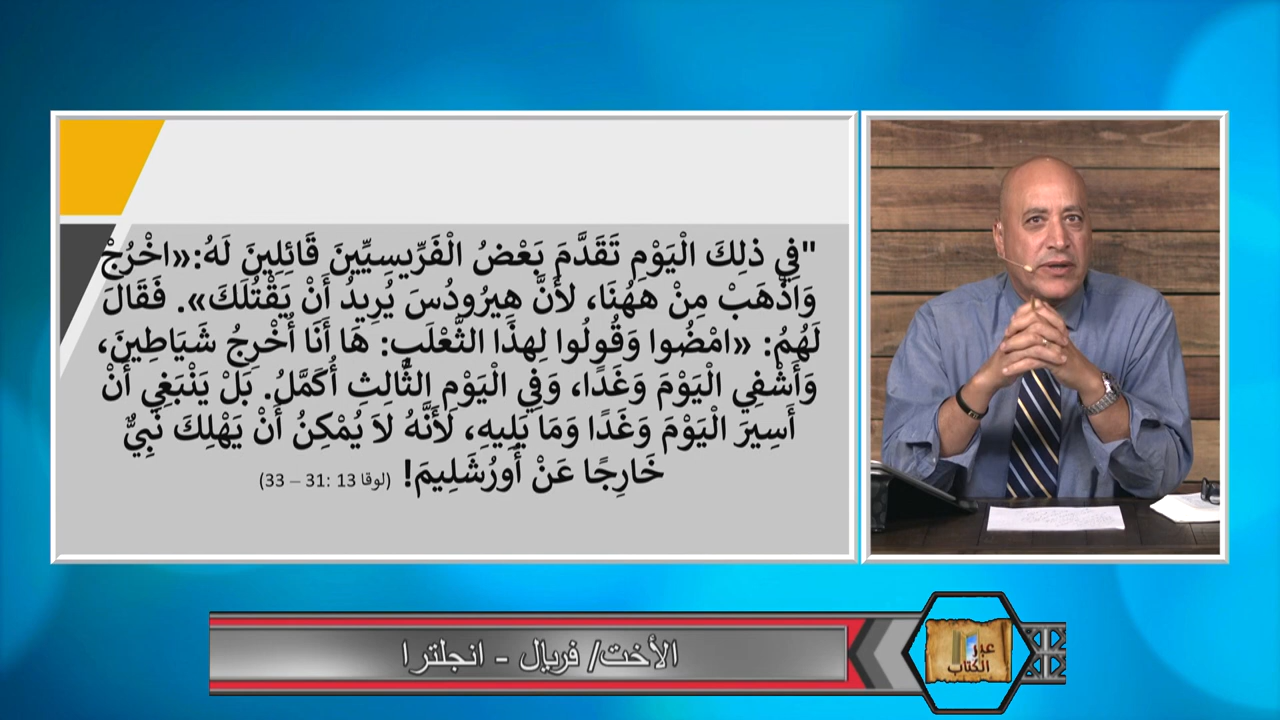 "فِي ذلِكَ الْيَوْمِ تَقَدَّمَ بَعْضُ الْفَرِّيسِيِّينَ قَائِلِينَ لَهُ:«اخْرُجْ
وَاذْهَبْ مِنْ ههُنَا، لأَنَّ هِيرُودُسَ يُرِيدُ أَنْ يَقْتُلَكَ». فَقَالَ
لَهُمُ: «امْضُوا وَقُولُوا لِهذَا الثَّعْلَبِ: هَا أَنَا أُخْرِجُ شَيَاطِينَ،
وَأَشْفِي الْيَوْمَ وَغَدًا، وَفِي الْيَوْمِ الثَّالِثِ أُكَمَّلُ. بَلْ يَنْبَغِي أَنْ
أَسِيرَ الْيَوْمَ وَغَدًا وَمَا يَلِيهِ، لأَنَّهُ لاَ يُمْكِنُ أَنْ يَهْلِكَ نَبِيٌّ
خَارِجًا عَنْ أُورُشَلِيمَ! (لوقا 13 :31 – 33)
الأخت/ فريال - انجلترا
عبر
الكتاب